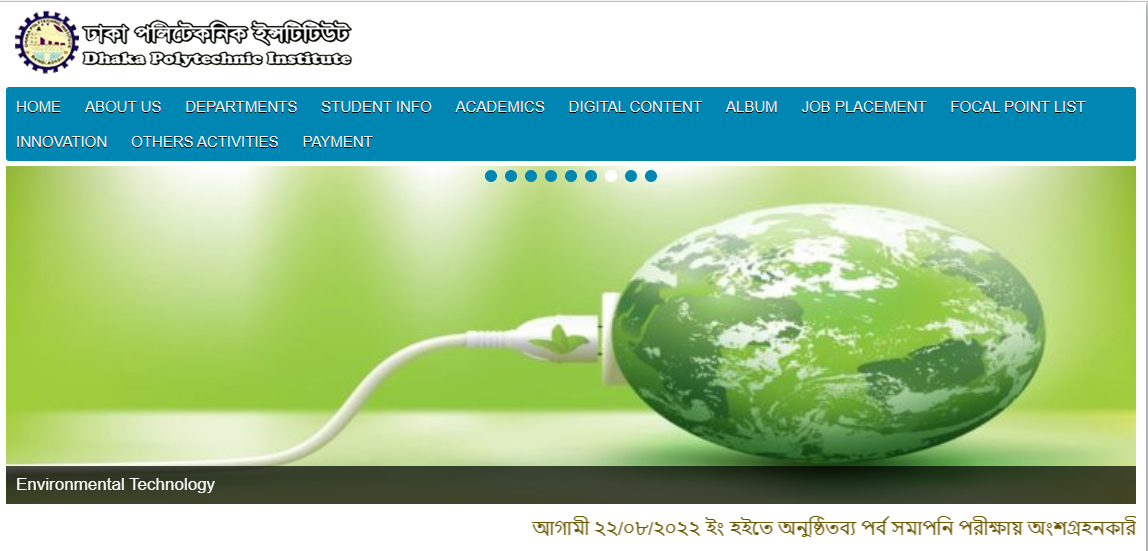 ঢাকা পলিটেকনিক ইনসটিটিউট
Dhaka Polytechnic Institute
HOME ABOUT US DEPARTMENTS STUDENT INFO ACADEMICS DIGITAL CONTENT ALBUM JOB PLACEMENT FOCAL POINT LIST
INNOVATION OTHERS ACTIVITIES PAYMENT
Environmental Technology
আগামী ২২/০৮/২০২২ ইং হইতে অনুষ্ঠিতব্য পর্ব সমাপনি পরীক্ষায় অংশগ্রহনকারী